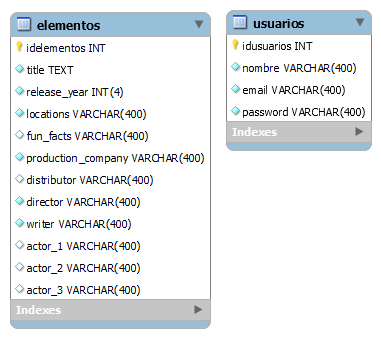 elementos
idelementos INT
title TEXT
release_year INT(4)
locations VARCHAR(400)
fun_facts VARCHAR(400)
production_company VARCHAR(400)
distributor VARCHAR(400)
director VARCHAR(400)
writer VARCHAR(400)
actor_1 VARCHAR(400)
actor_2 VARCHAR(400)
actor_3 VARCHAR(400)
Indexes
usuarios
idusuarios INT
nombre VARCHAR(400)
email VARCHAR(400)
password VARCHAR(400)
Indexes